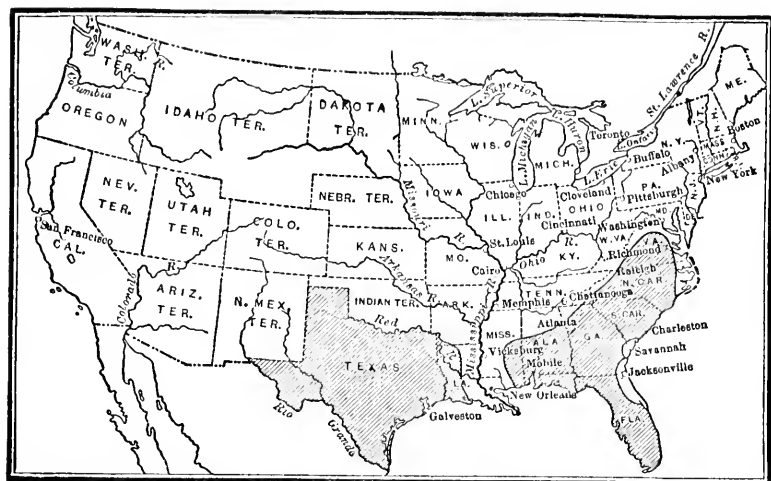 WASH.
TER.
R.
Columbia
OREGON
IDAHO TER.
DAKOTA
TER.
MINN.
L. Superior
WIS.
L. Michigan
L. Huron
MICH.
Toronto
L. Ontario
St. Lawrence R.
ME.
VT.
N.H.
Boston
MASS
CONN.
N.Y.
Albany
Buffalo
L. Erie
New York
NEV.
TER.
UTAH
TER.
NEBR. TER.
IOWA
Chicago
Cleveland
OHIO
PA.
Pittsburgh
N.J.
MD.
DE
San Francisco
CAL.
COLO.
TER.
KANS.
Missouri
R.
MO.
St. Louis
ILL.
IND.
Cincinnati
Washington
W. VA.
VA.
Richmond
Ohio
R.
KY.
Cairo
Colorado
R.
ARIZ.
TER.
N. MEX.
TER.
INDIAN TER.
Arkansas
R.
ARK.
Mississippi R.
TENN.
Memphis
Chattanooga
Raleigh
N. CAR.
S. CAR.
Charleston
Atlanta
GA.
Savannah
Jacksonville
Red
R.
TEXAS
LA.
MISS.
Vicksburg
ALA
Mobile
New Orleans
FLA.
Rio
Grande
Galveston